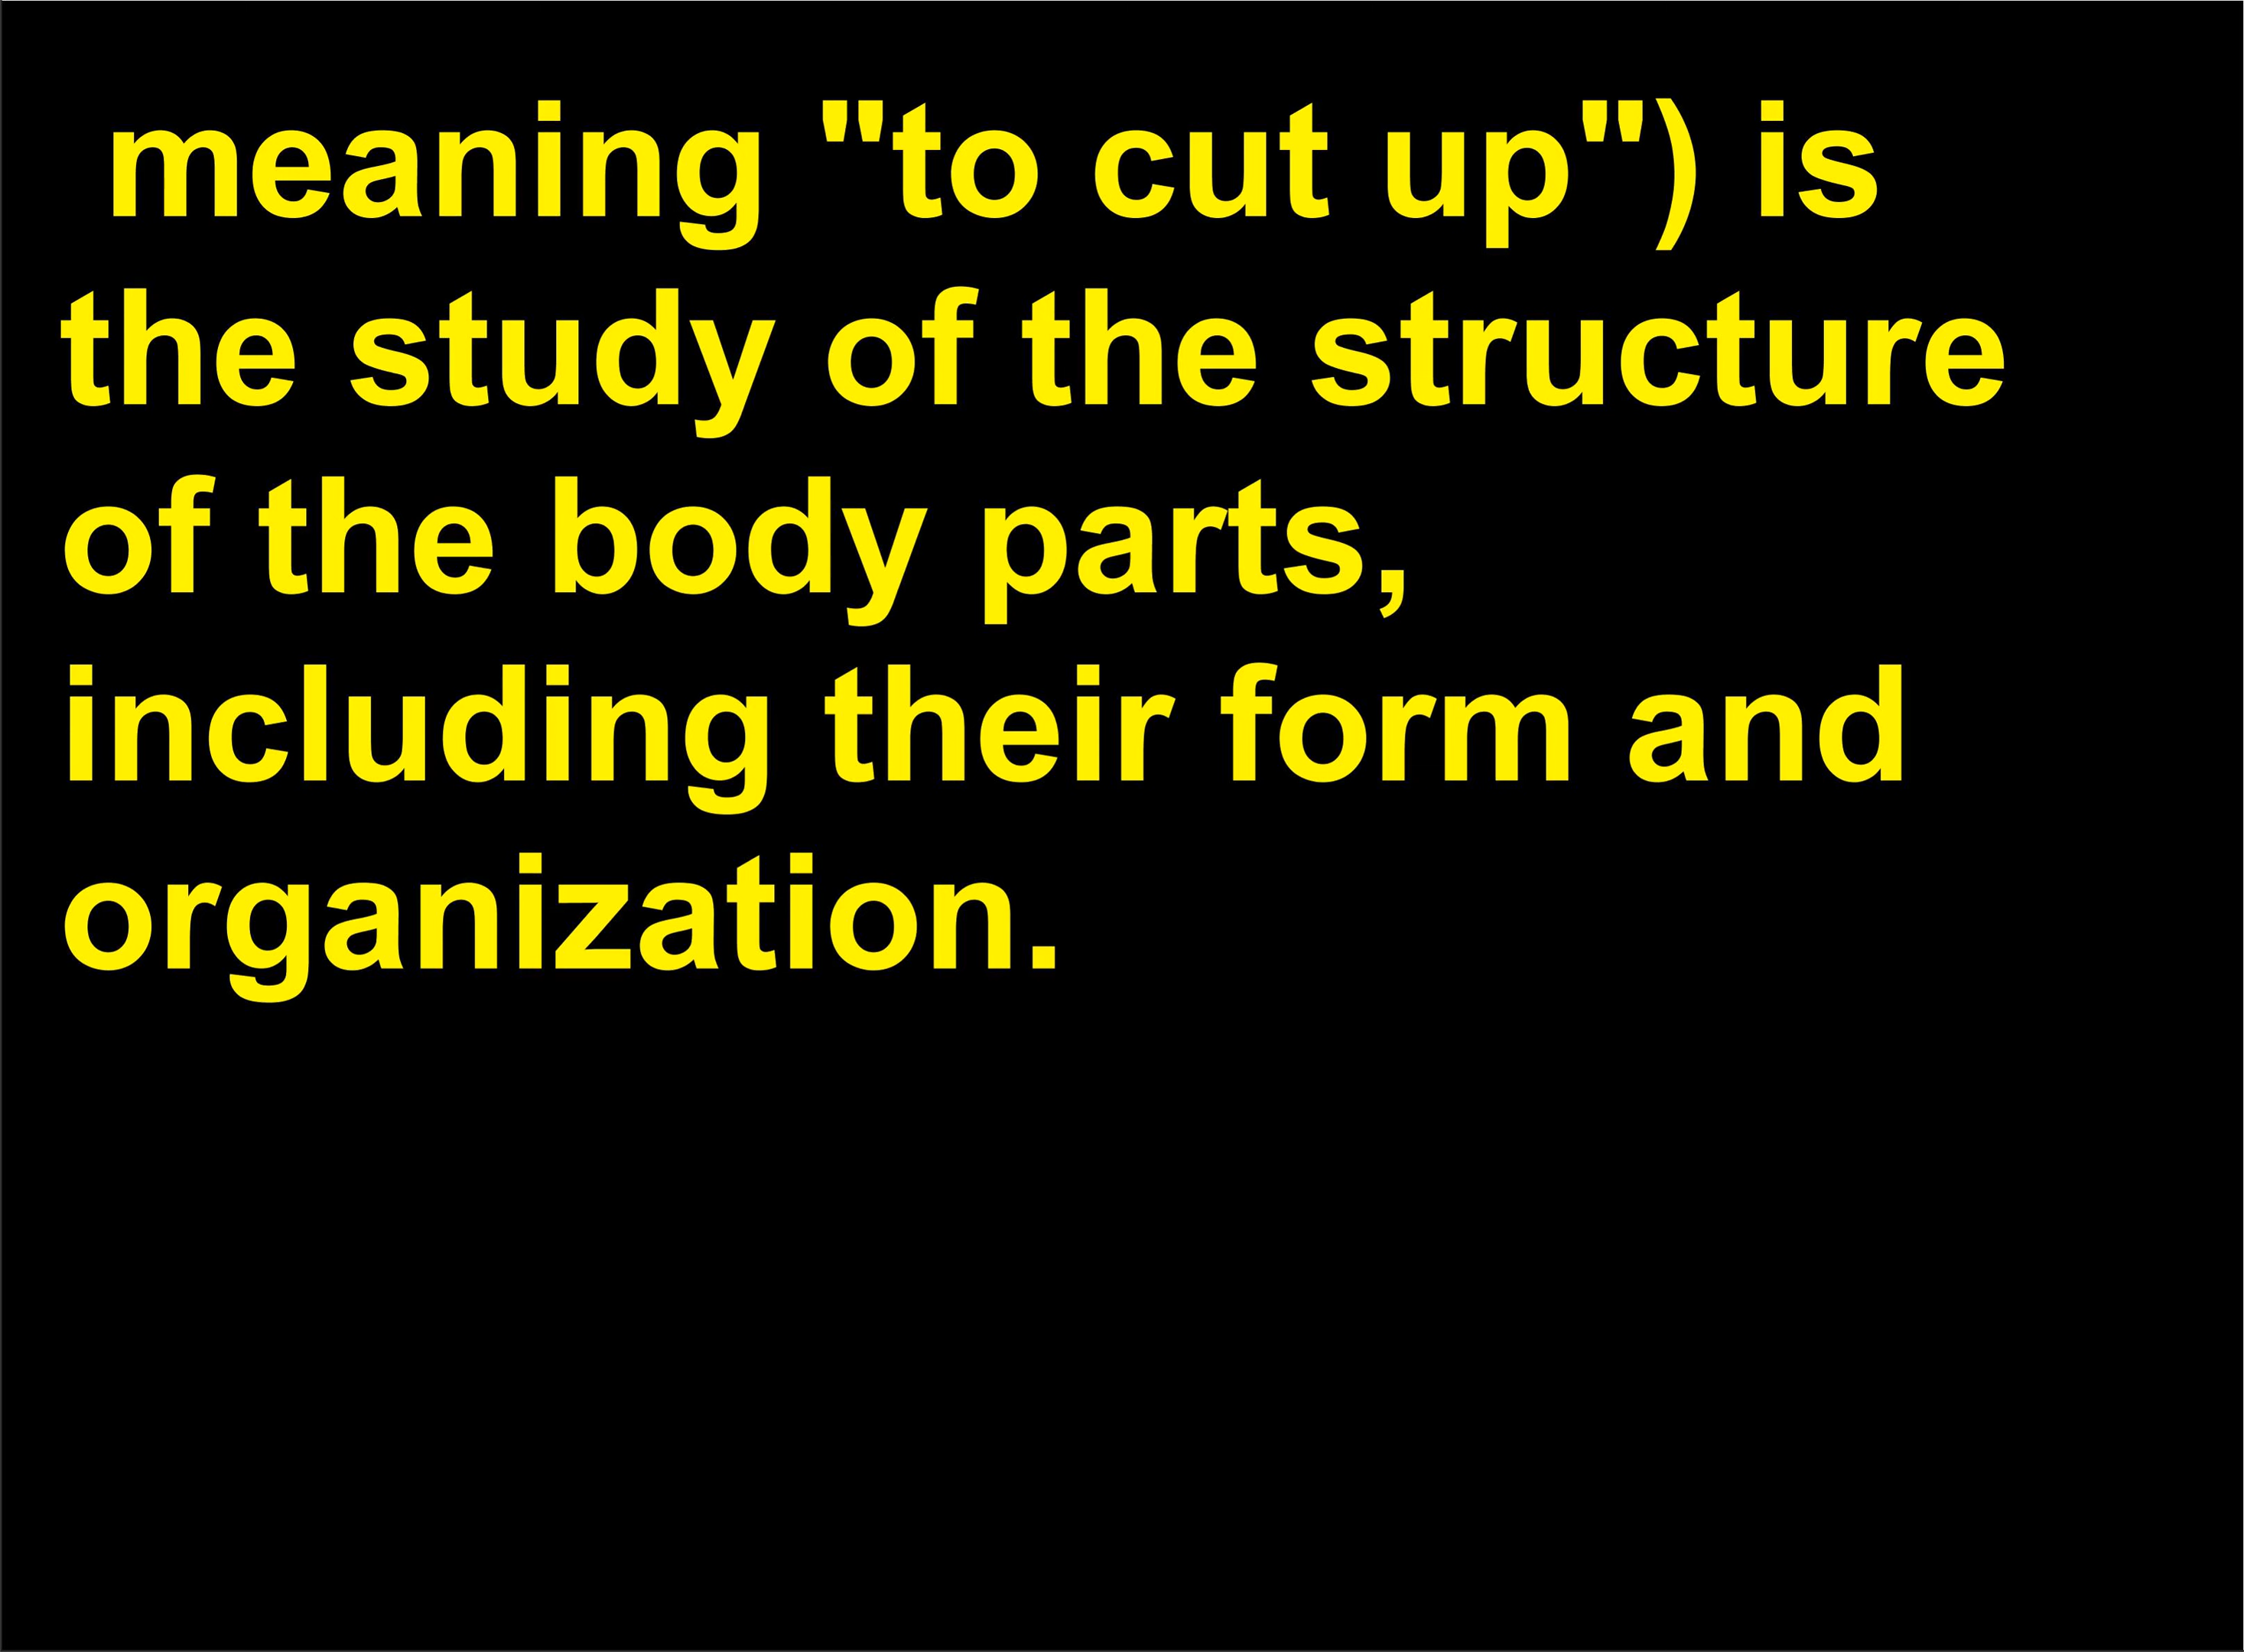 meaning "to cut up") is
the study of the structure
of the body parts,
including their form and
organization.